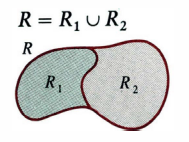 R = R₁ ∪ R₂
R
R₁ R₂